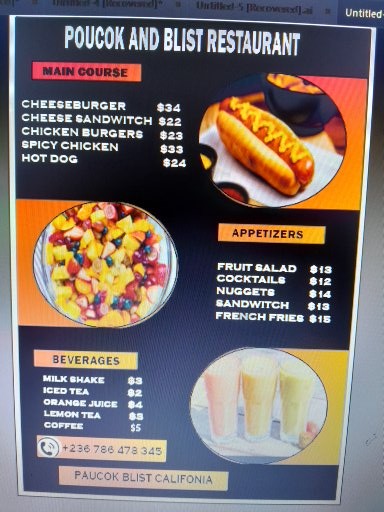 Untitled-4 [Recovered]*
Untitled-5 [Recovered].ai
Untitled-
POUCOK AND BLIST RESTAURANT
MAIN COURSE
CHEESEBURGER $34
CHEESE SANDWITCH $22
CHICKEN BURGERS $23
SPICY CHICKEN $33
HOT DOG $24
APPETIZERS
FRUIT SALAD $13
COCKTAILS $12
NUGGETS $14
SANDWITCH $13
FRENCH FRIES $15
BEVERAGES
MILK SHAKE $3
ICED TEA $2
ORANGE JUICE $4
LEMON TEA $3
COFFEE $5
+236 786 478 345
PAUCOK BLIST CALIFONIA